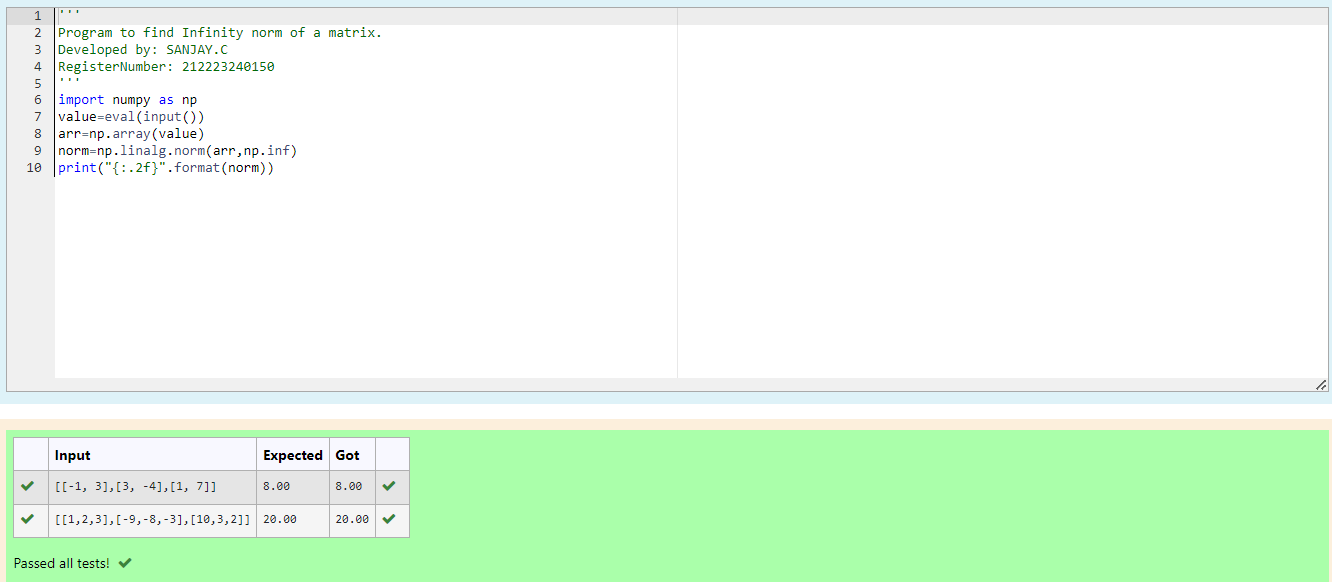 1 '''
2 Program to find Infinity norm of a matrix.
3 Developed by: SANJAY.C
4 RegisterNumber: 212223240150
5 '''
6 import numpy as np
7 value=eval(input())
8 arr=np.array(value)
9 norm=np.linalg.norm(arr,np.inf)
10 print("{:.2f}".format(norm))
Input Expected Got
[[-1, 3],[3, -4],[1, 7]] 8.00 8.00
[[1,2,3],[-9,-8,-3],[10,3,2]] 20.00 20.00
Passed all tests!